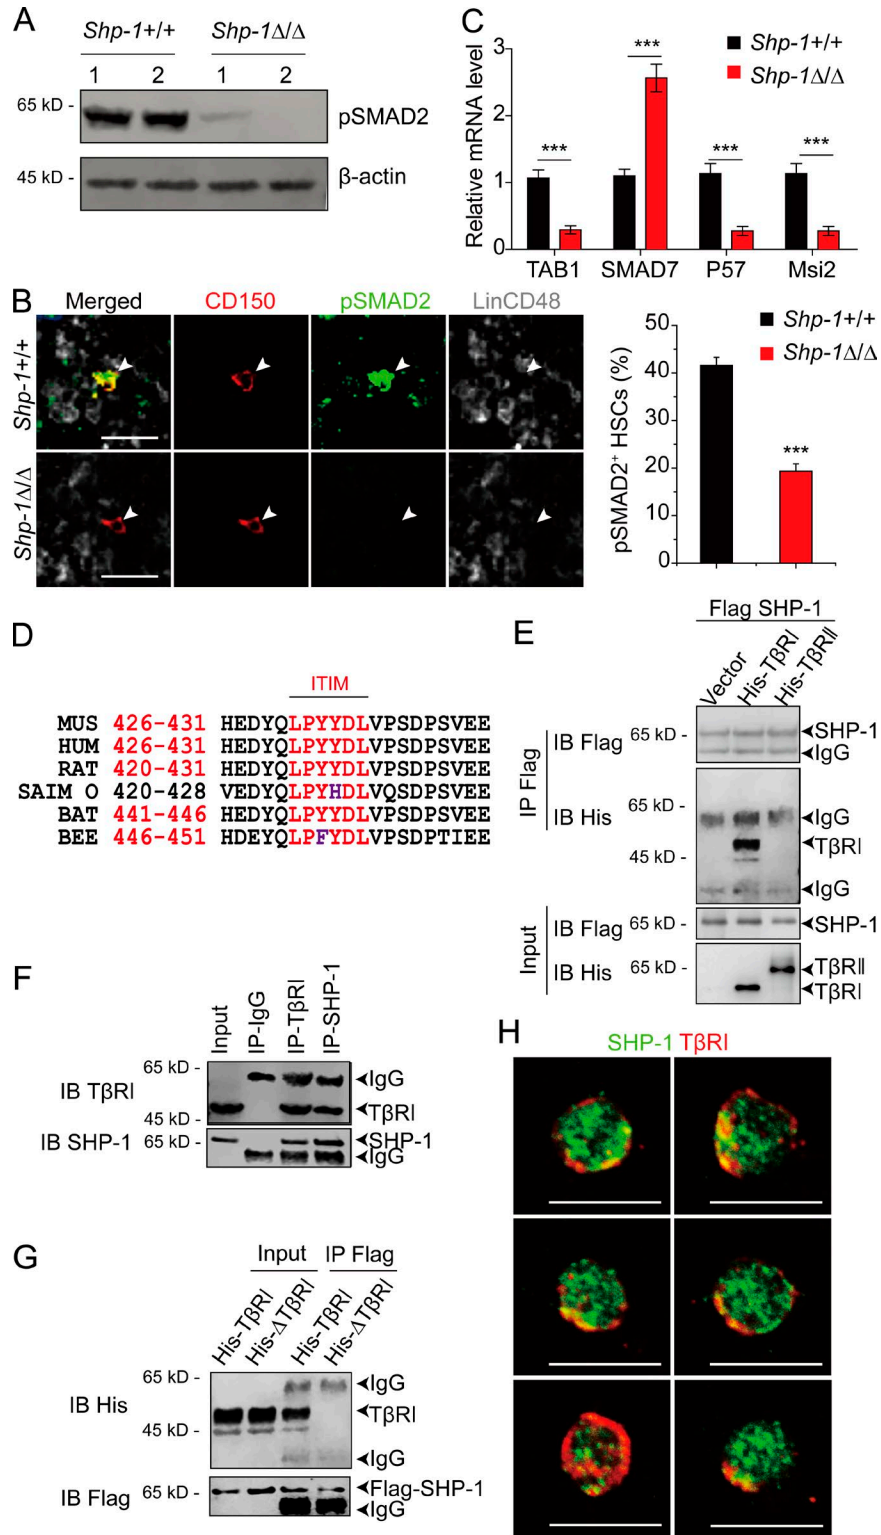 A
Shp-1+/+ Shp-1Δ/Δ
1 2 1 2
65 kD -
pSMAD2
45 kD -
β-actin
C
Relative mRNA level
3
2
1
0
***
***
***
***
Shp-1+/+
Shp-1Δ/Δ
TAB1 SMAD7 P57 Msi2
B
Merged CD150 pSMAD2 LinCD48
Shp-1+/+
Shp-1Δ/Δ
pSMAD2+ HSCs (%)
50
40
30
20
10
0
Shp-1+/+
Shp-1Δ/Δ
***
D
ITIM
MUS 426-431 HEDYQLPYYDLVPSDPSVEE
HUM 426-431 HEDYQLPYYDLVPSDPSVEE
RAT 420-431 HEDYQLPYYDLVPSDPSVEE
SAIM O 420-428 VEDYQLPYHDLVQSDPSVEE
BAT 441-446 HEDYQLPYYDLVPSDPSVEE
BEE 446-451 HDEYQLPFYDLVPSDPTIEE
E
Flag SHP-1
Vector His-TβRI His-TβRII
IP Flag
IB Flag
65 kD -
SHP-1
IgG
IB His
65 kD -
45 kD -
IgG
TβRI
IgG
Input
IB Flag
65 kD -
SHP-1
IB His
65 kD -
TβRII
TβRI
F
Input IP-IgG IP-TβRI IP-SHP-1
IB TβRI
65 kD -
45 kD -
IgG
TβRI
IB SHP-1
65 kD -
SHP-1
IgG
G
Input IP Flag
His-TβRI His-ΔTβRI His-TβRI His-ΔTβRI
IB His
65 kD -
45 kD -
IgG
TβRI
IgG
IB Flag
65 kD -
Flag-SHP-1
IgG
H
SHP-1 TβRI